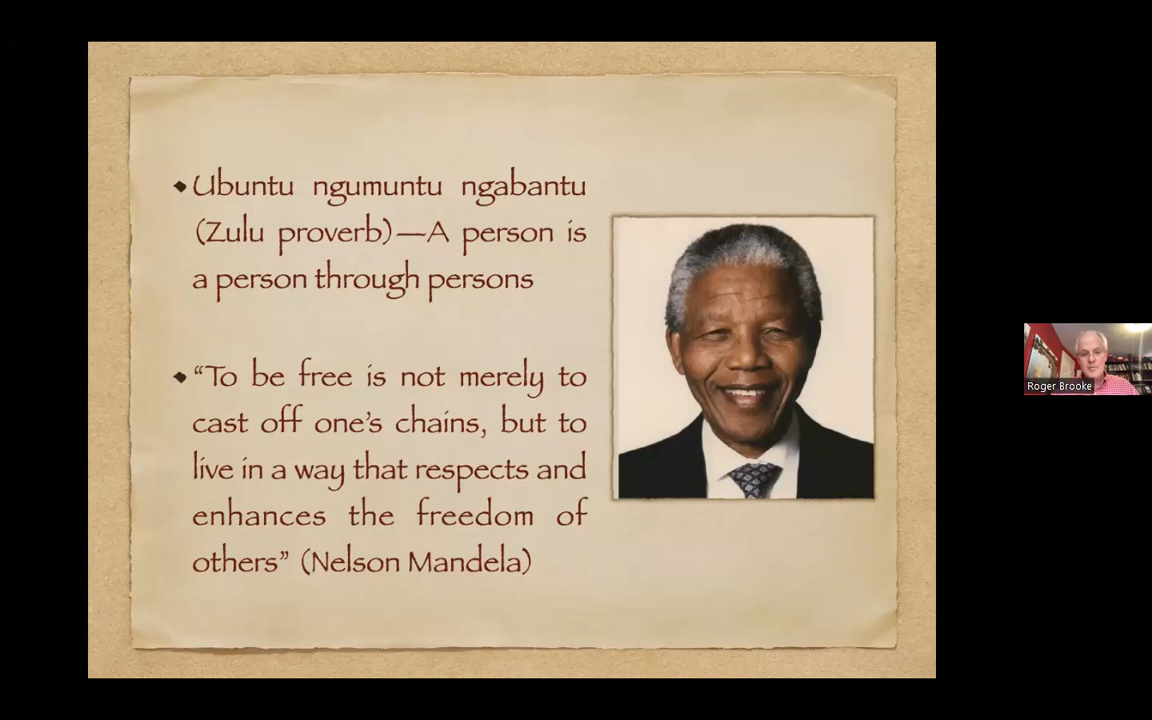 Ubuntu ngumuntu ngabantu
(Zulu proverb)—A person is
a person through persons
“To be free is not merely to
cast off one’s chains, but to
live in a way that respects and
enhances the freedom of
others” (Nelson Mandela)
Roger Brooke